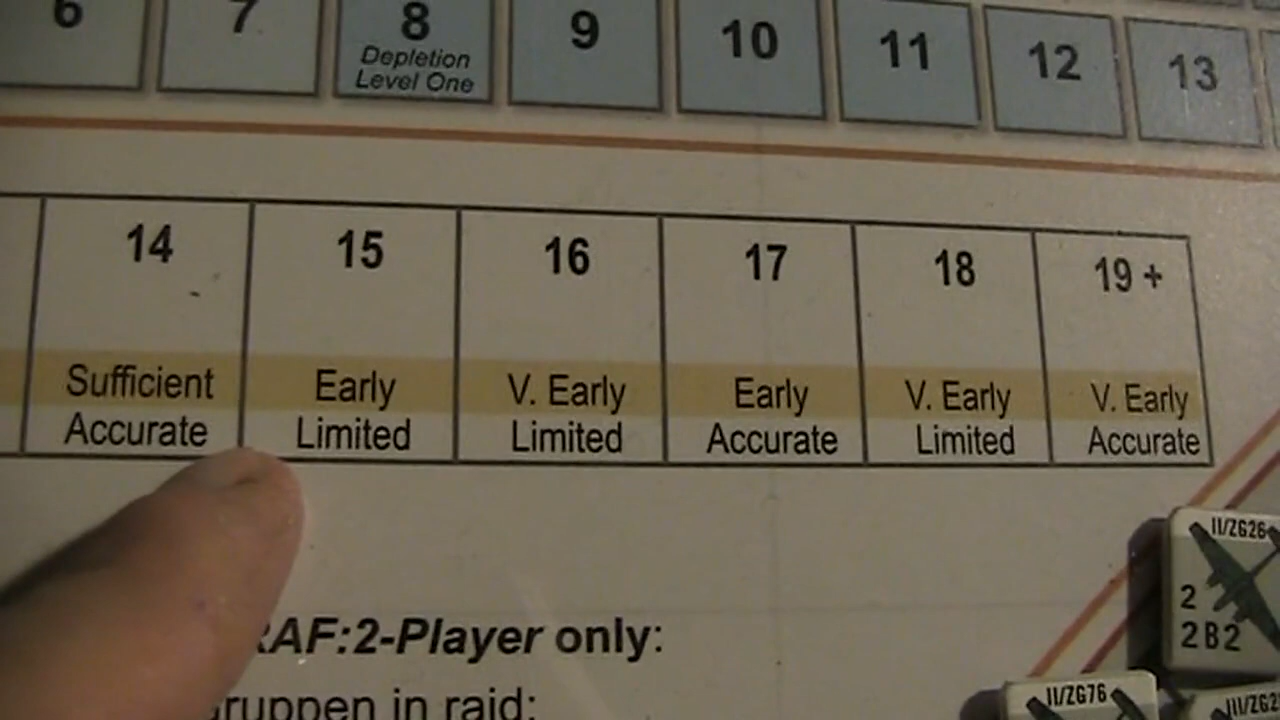 6 7 8 9 10 11 12 13
Depletion
Level One
14 15 16 17 18 19 +
Sufficient Early V. Early Early V. Early V. Early
Accurate Limited Limited Accurate Limited Accurate
RAF:2-Player only:
gruppen in raid:
II/ZG26
2
2B2
II/ZG76